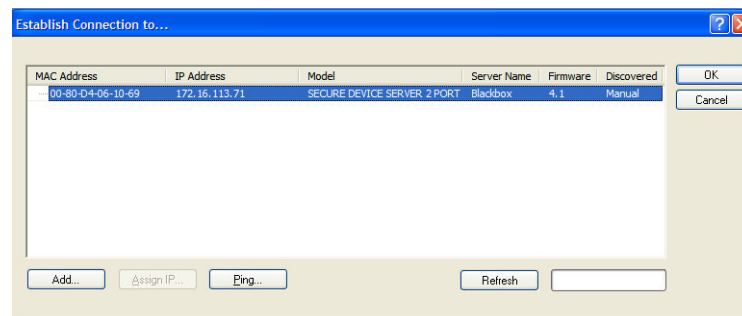 Establish Connection to...
MAC Address IP Address Model Server Name Firmware Discovered
00-80-D4-06-10-69 172.16.113.71 SECURE DEVICE SERVER 2 PORT Blackbox 4.1 Manual
OK
Cancel
Add... Assign IP... Ping... Refresh